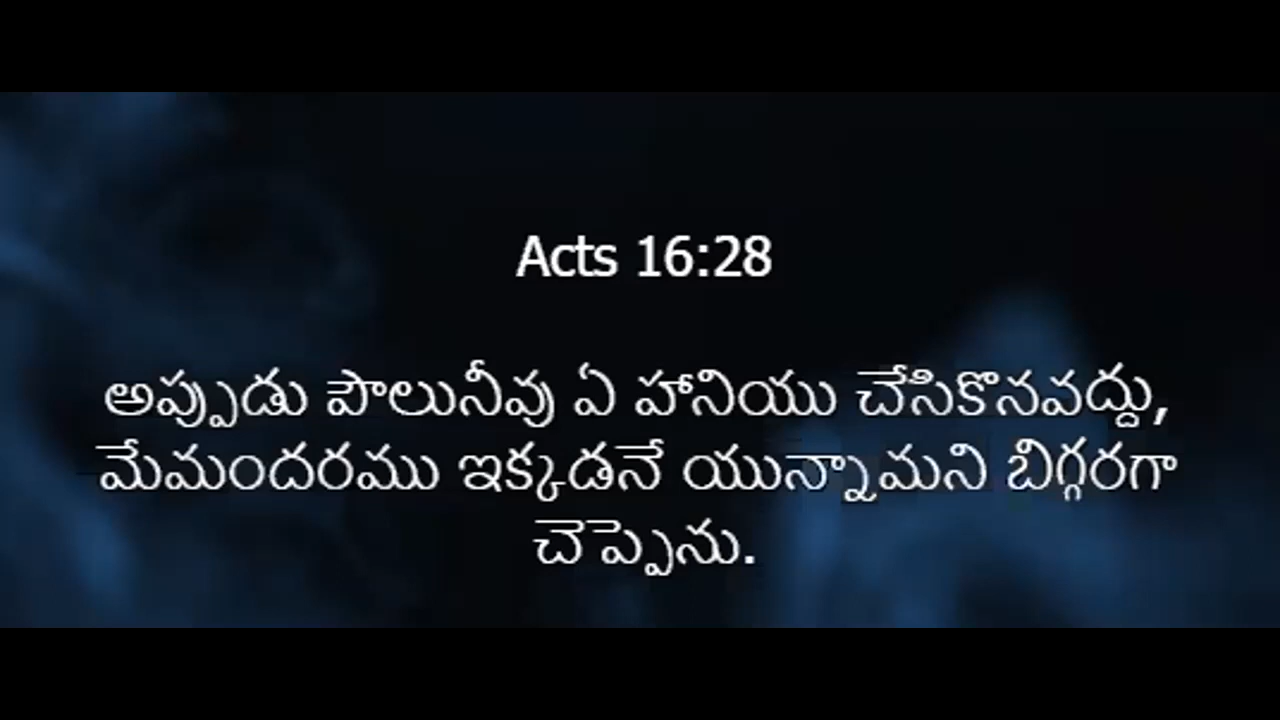 Acts 16:28
అప్పుడు పౌలునీవు ఏ హానియు చేసికొనవద్దు,
మేమందరము ఇక్కడనే యున్నామని బిగ్గరగా
చెప్పెను.